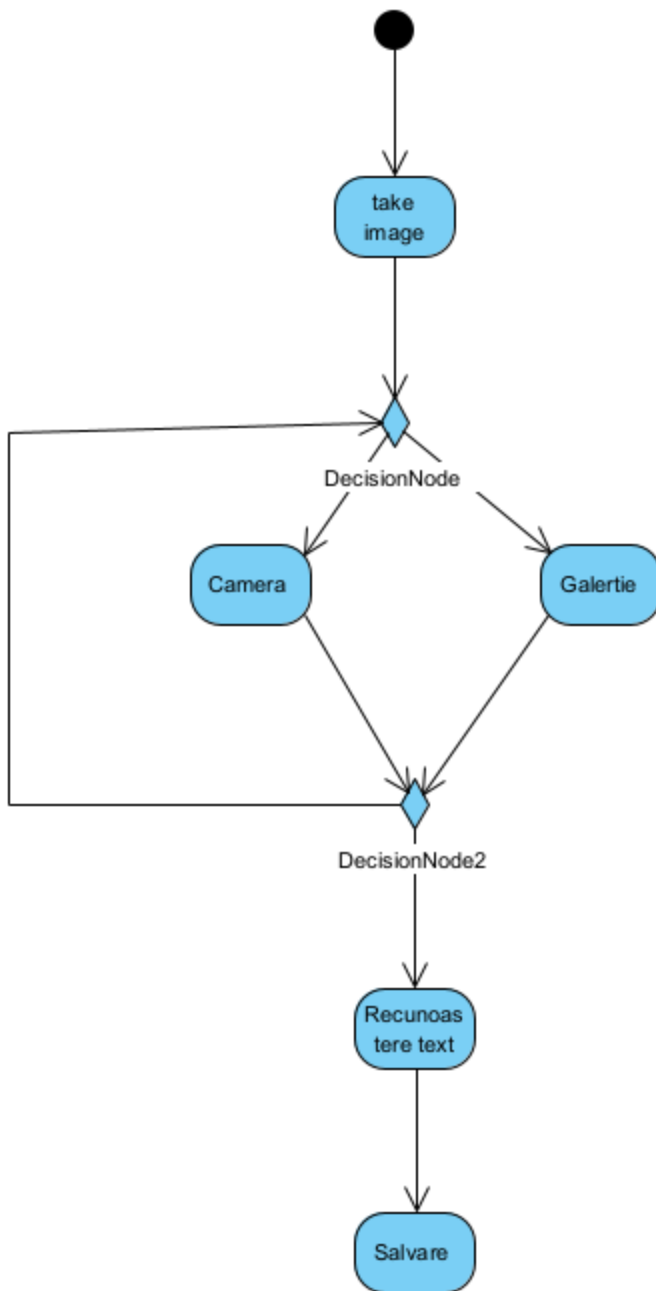 take
image
DecisionNode
Camera
Galertie
DecisionNode2
Recunoas
tere text
Salvare